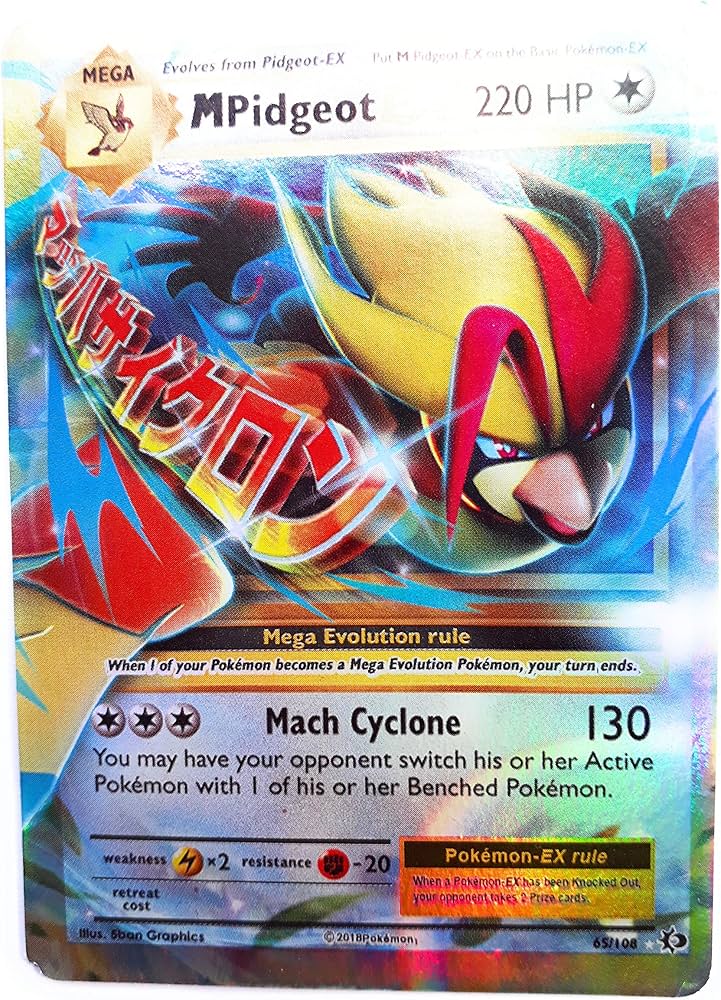 MEGA
Evolves from Pidgeot-EX
Put M Pidgeot-EX on the Basic Pokémon-EX
MPidgeot
220 HP
マッハサイクロン
Mega Evolution rule
When 1 of your Pokémon becomes a Mega Evolution Pokémon, your turn ends.
Mach Cyclone 130
You may have your opponent switch his or her Active
Pokémon with 1 of his or her Benched Pokémon.
weakness ×2 resistance -20
retreat
cost
Pokémon-EX rule
When a Pokémon-EX has been Knocked Out,
your opponent takes 2 Prize cards.
Illus. 5ban Graphics
©2018Pokémon
65/108